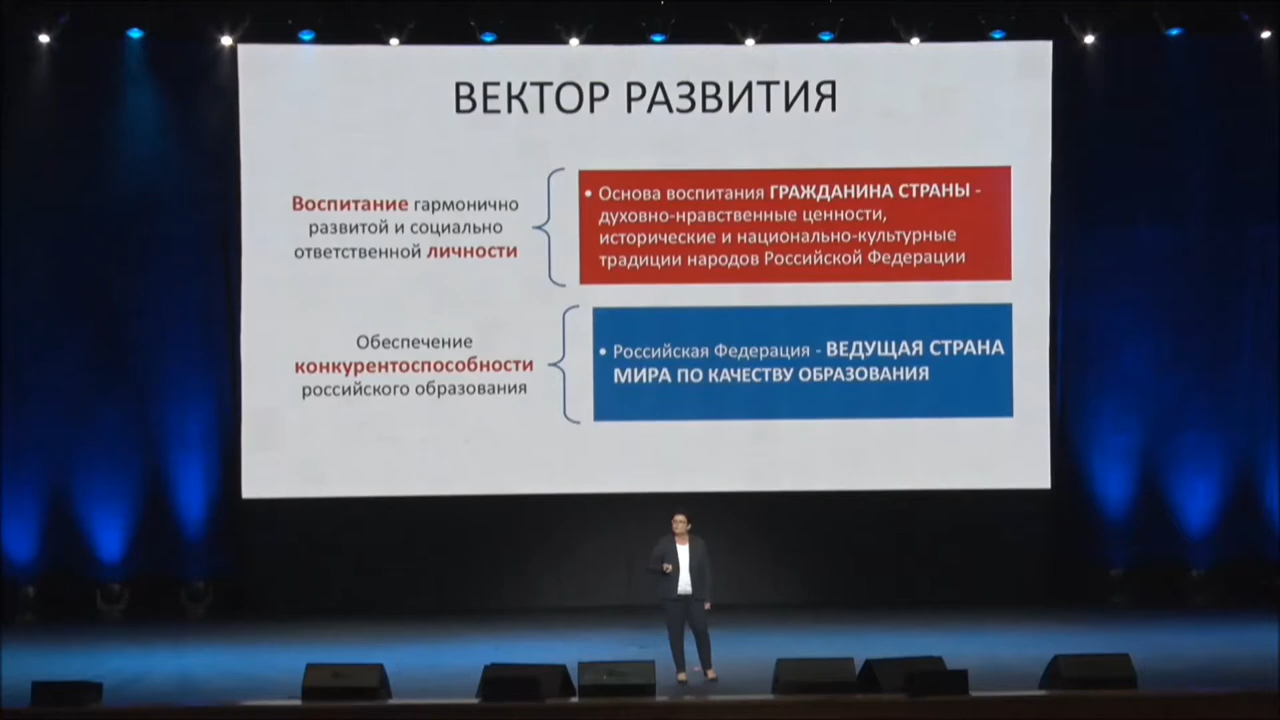 ВЕКТОР РАЗВИТИЯ
Воспитание гармонично
развитой и социально
ответственной личности
• Основа воспитания ГРАЖДАНИНА СТРАНЫ -
духовно-нравственные ценности,
исторические и национально-культурные
традиции народов Российской Федерации
Обеспечение
конкурентоспособности
российского образования
• Российская Федерация - ВЕДУЩАЯ СТРАНА
МИРА ПО КАЧЕСТВУ ОБРАЗОВАНИЯ